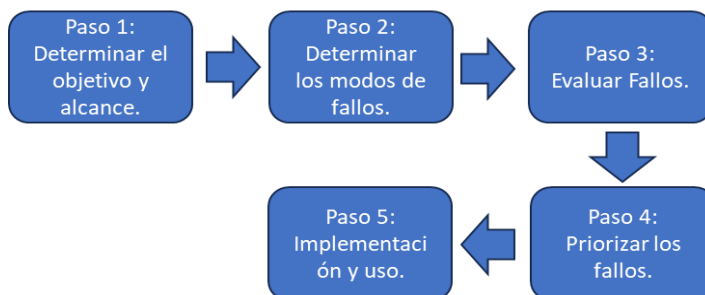 Paso 1:
Determinar el
objetivo y
alcance.
Paso 2:
Determinar
los modos de
fallos.
Paso 3:
Evaluar Fallos.
Paso 4:
Priorizar los
fallos.
Paso 5:
Implementaci
ón y uso.